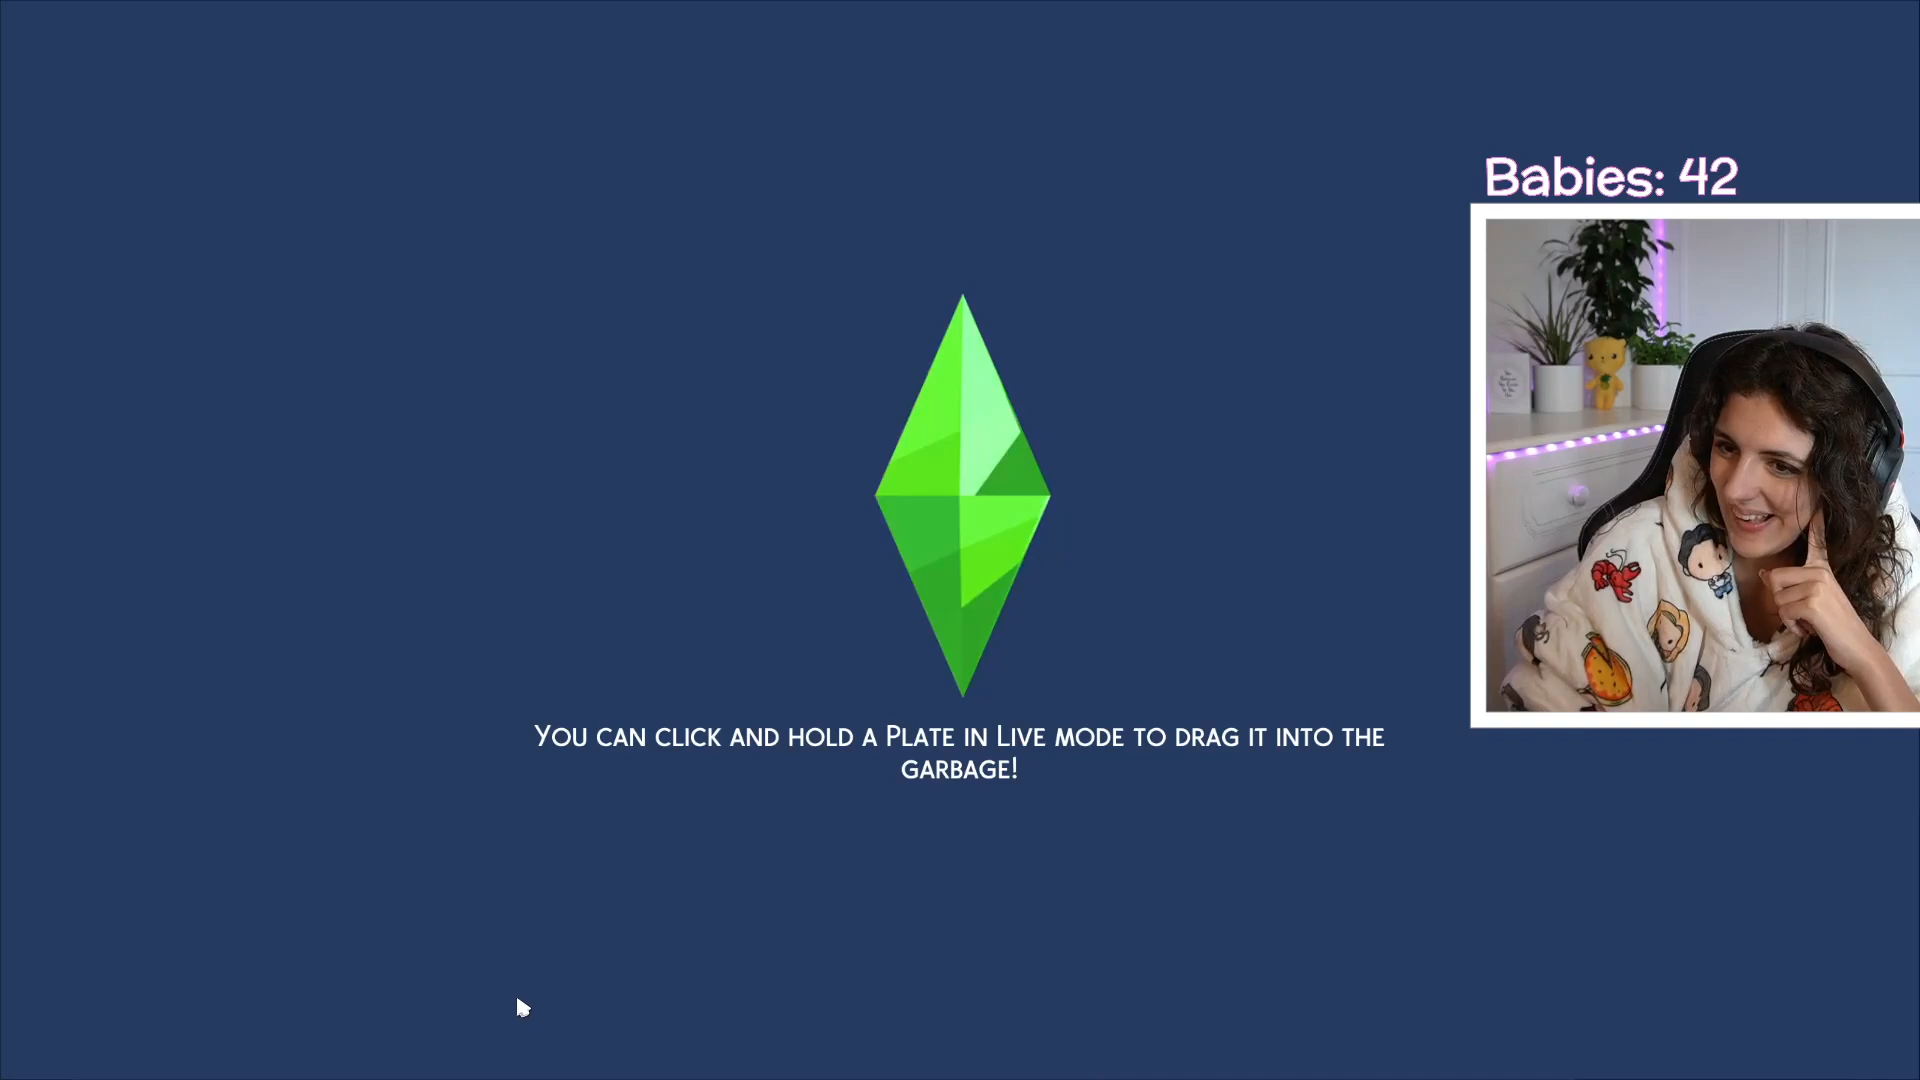 Babies: 42
You can click and hold a Plate in Live mode to drag it into the
garbage!